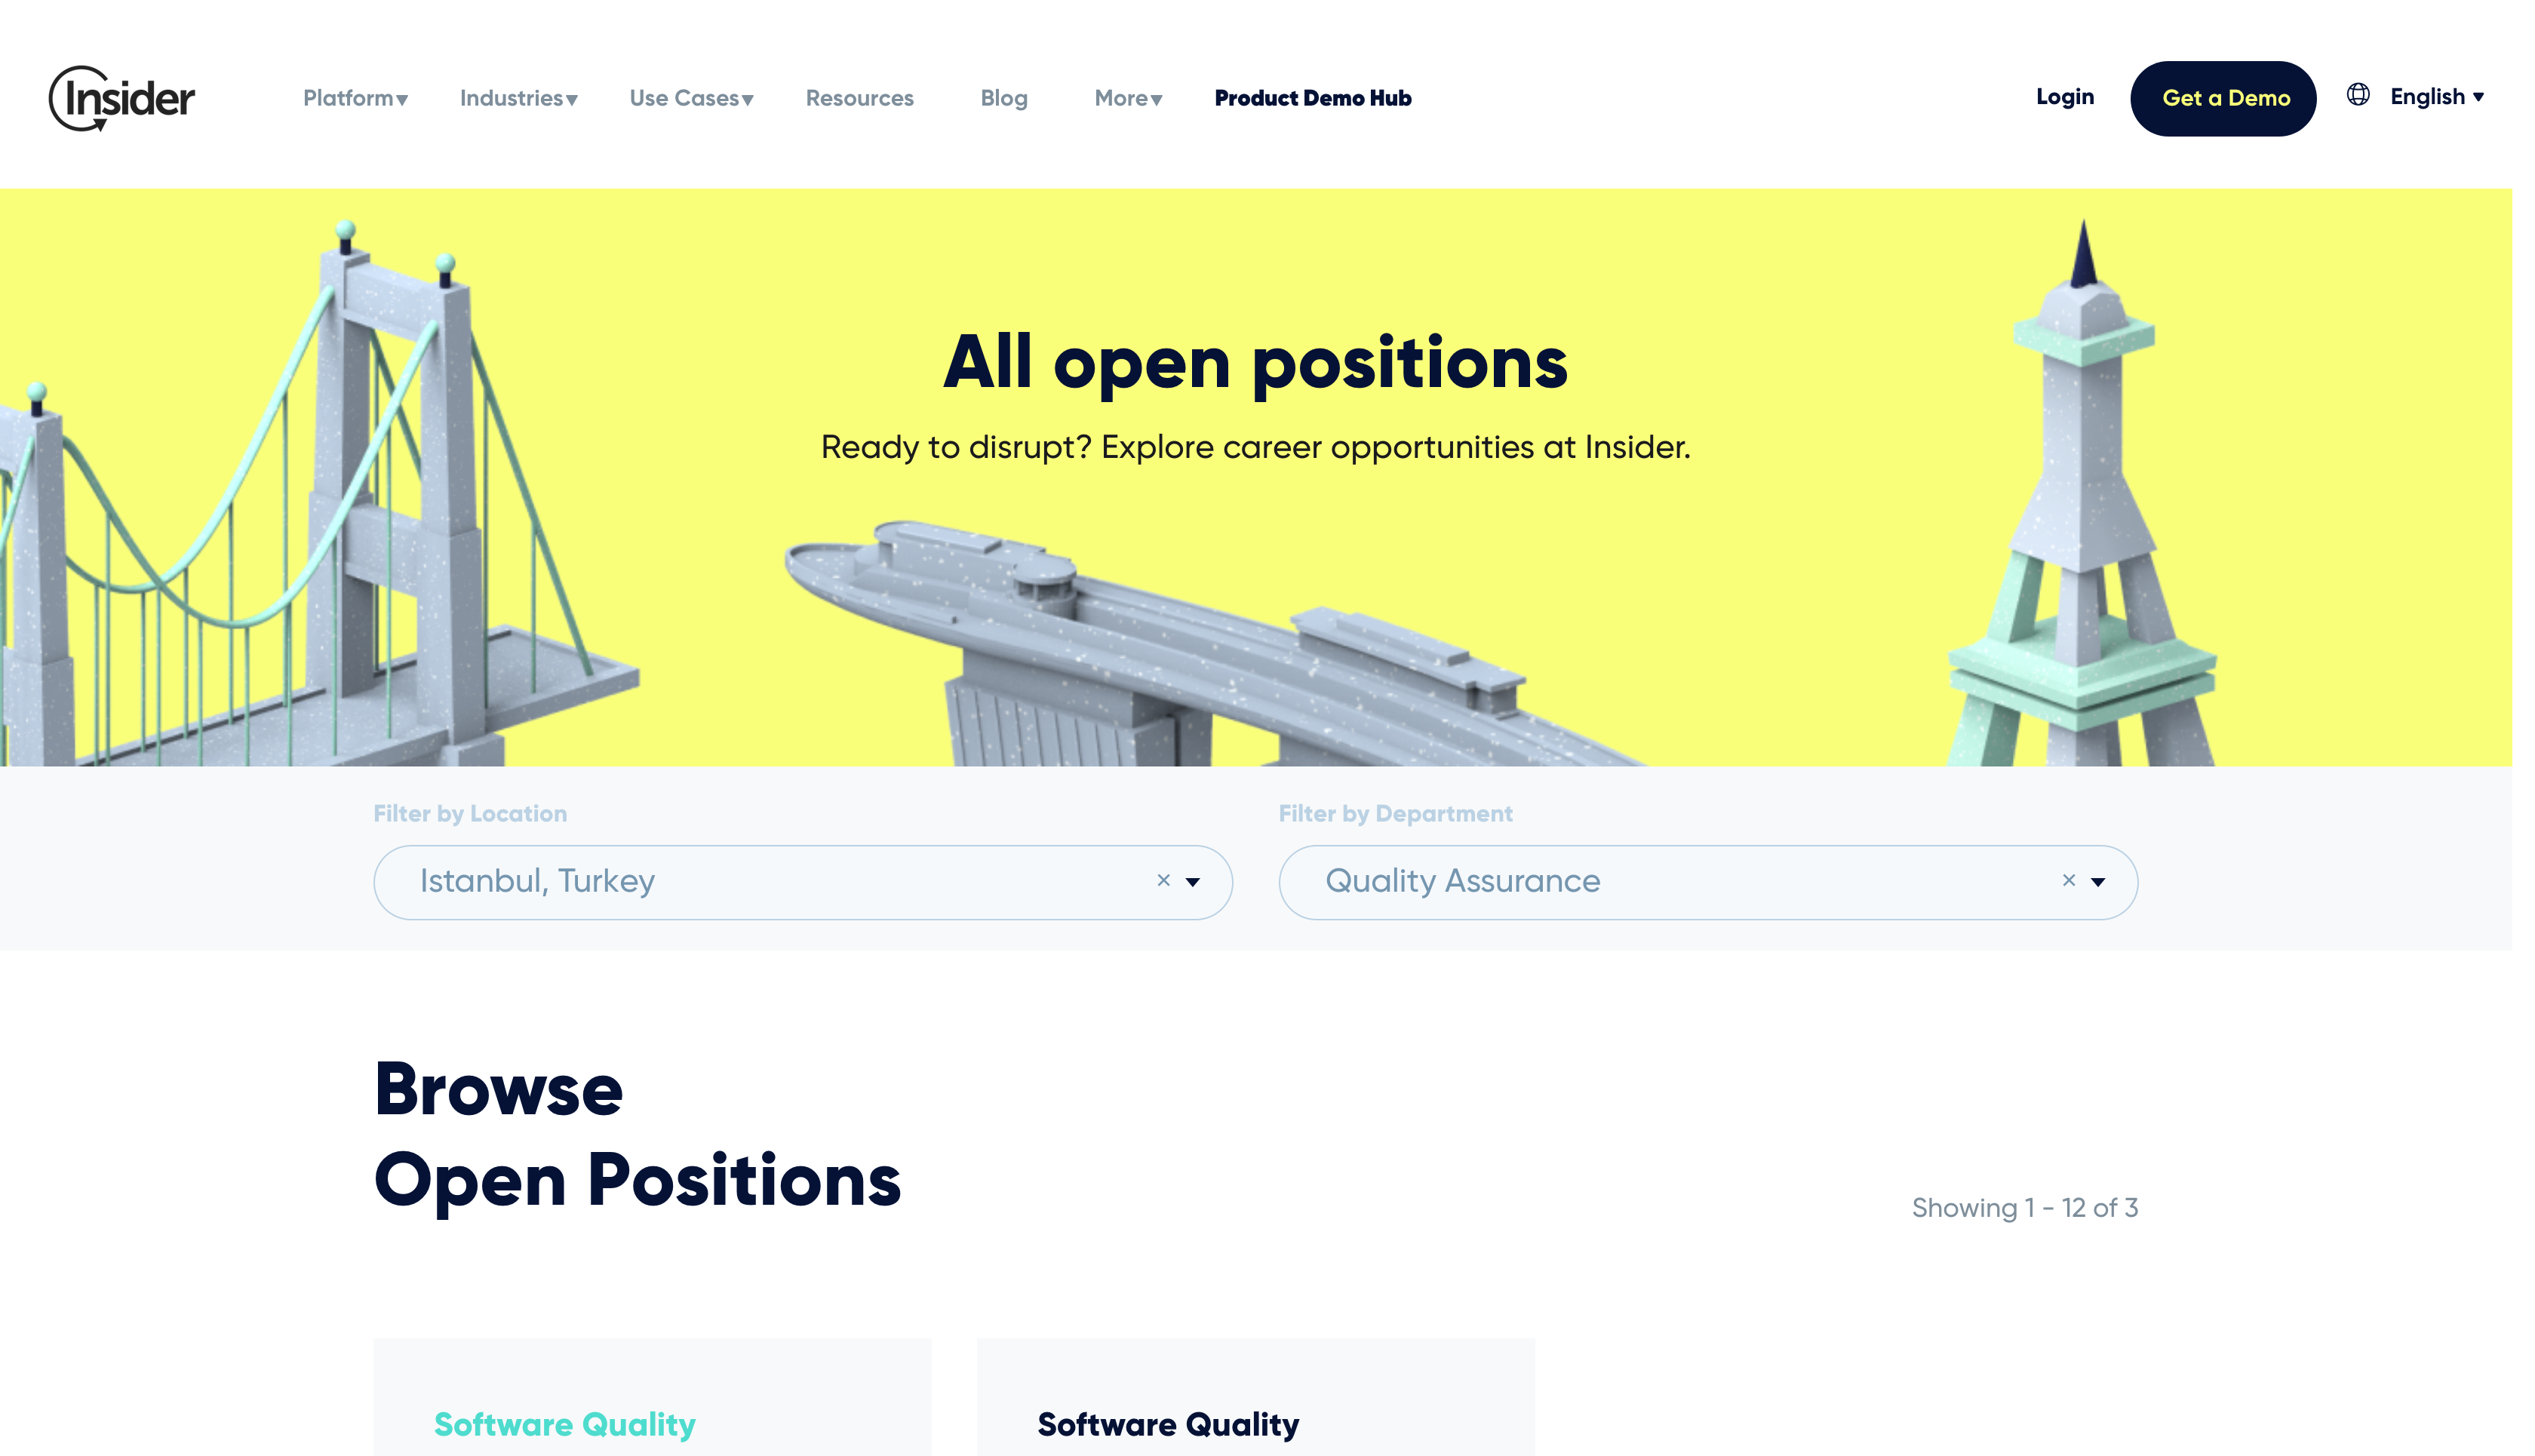 Insider
Platform Industries Use Cases Resources Blog More Product Demo Hub Login Get a Demo English
All open positions
Ready to disrupt? Explore career opportunities at Insider.
Filter by Location
Istanbul, Turkey ×
Filter by Department
Quality Assurance ×
Browse
Open Positions
Showing 1 - 12 of 3
Software Quality
Software Quality